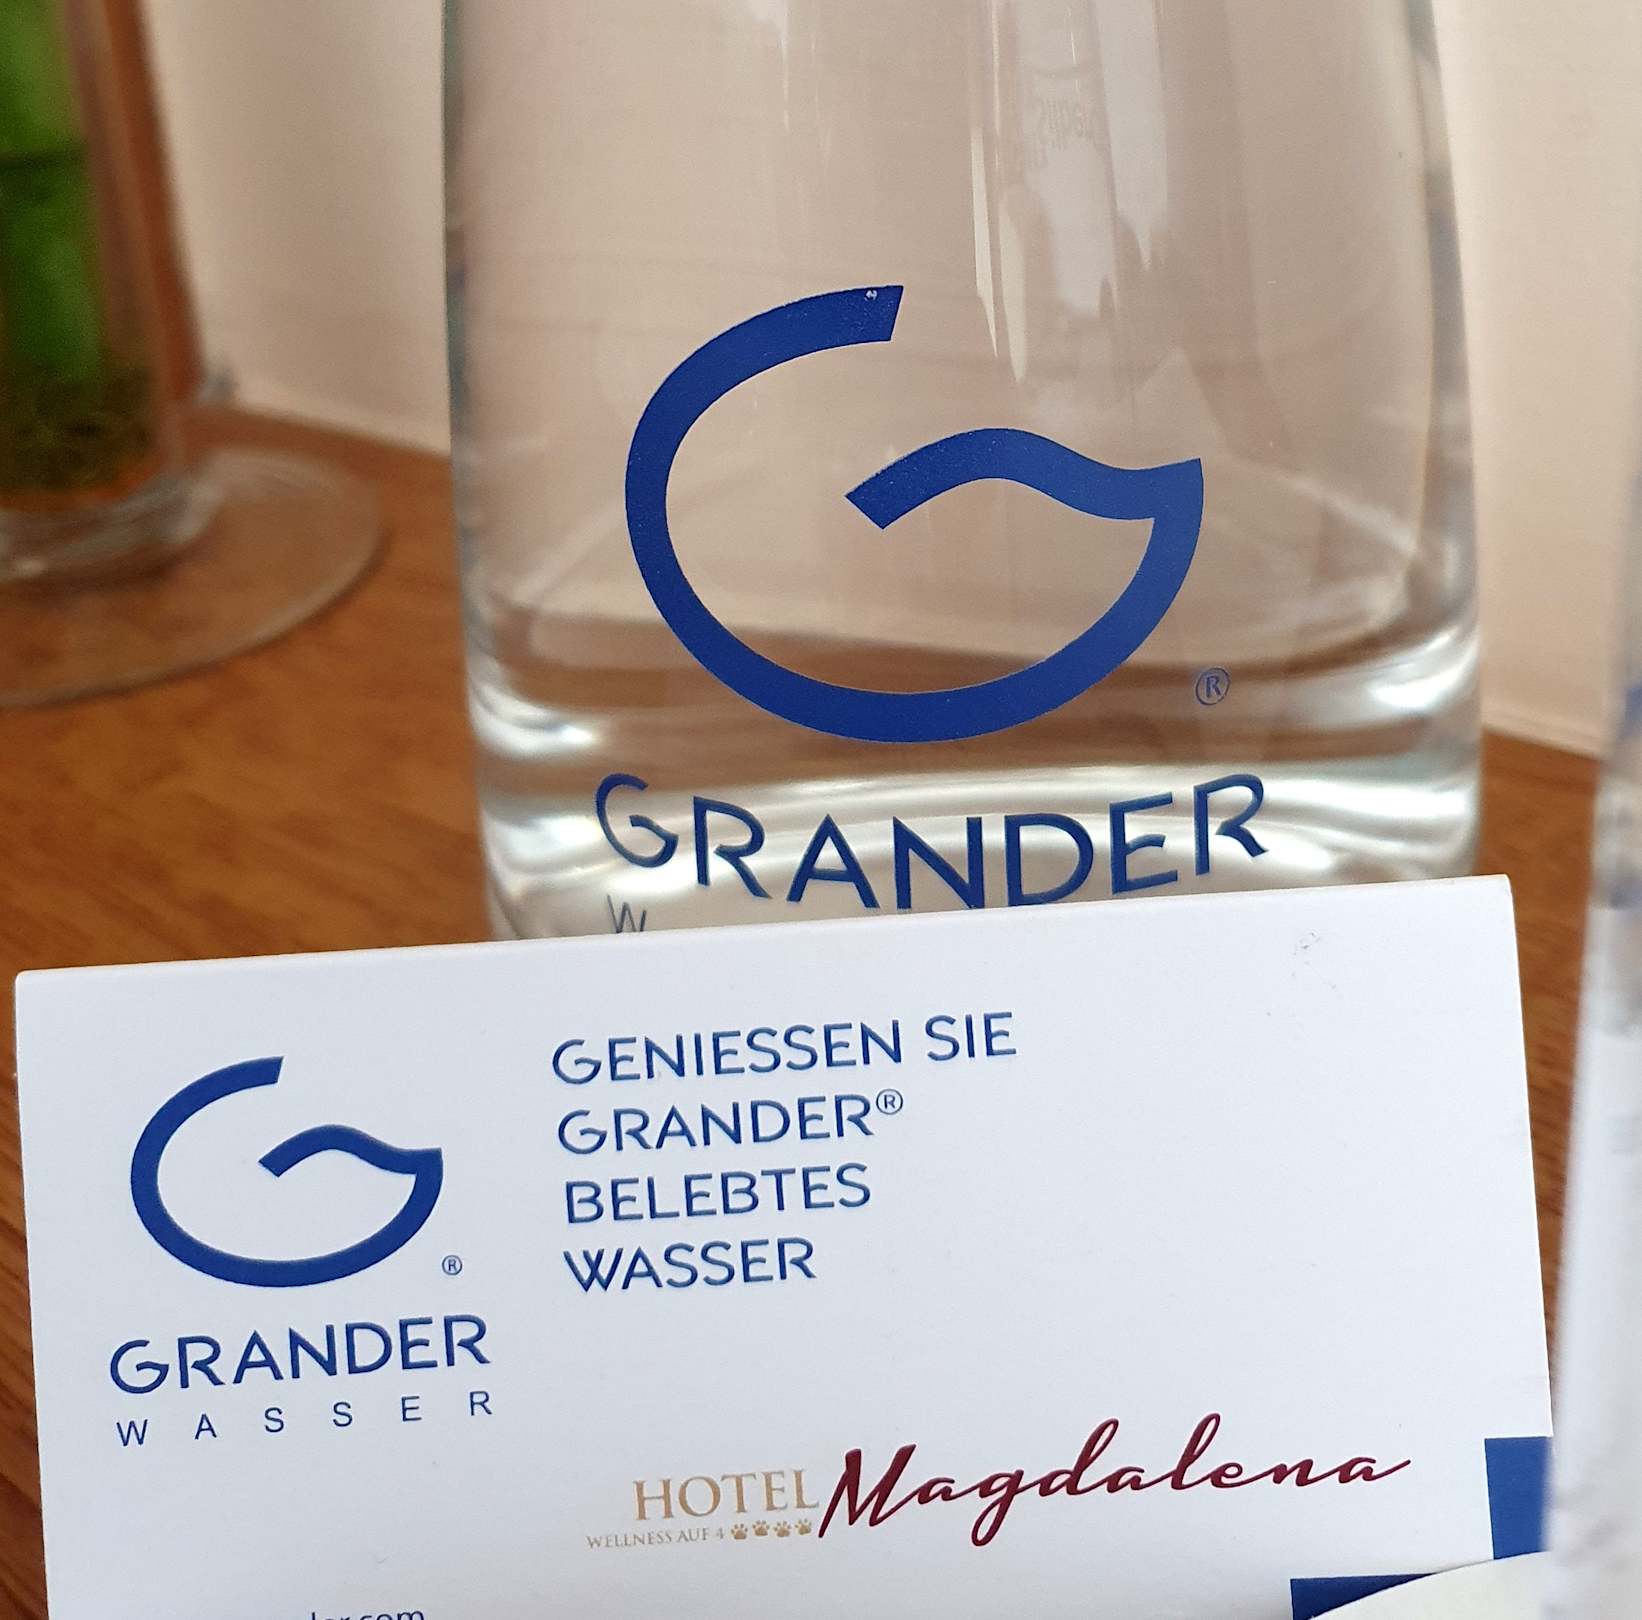 ®
GRANDER
W
GENIESSEN SIE
GRANDER®
BELEBTES
WASSER
®
GRANDER
WASSER
HOTEL Magdalena
WELLNESS AUF 4